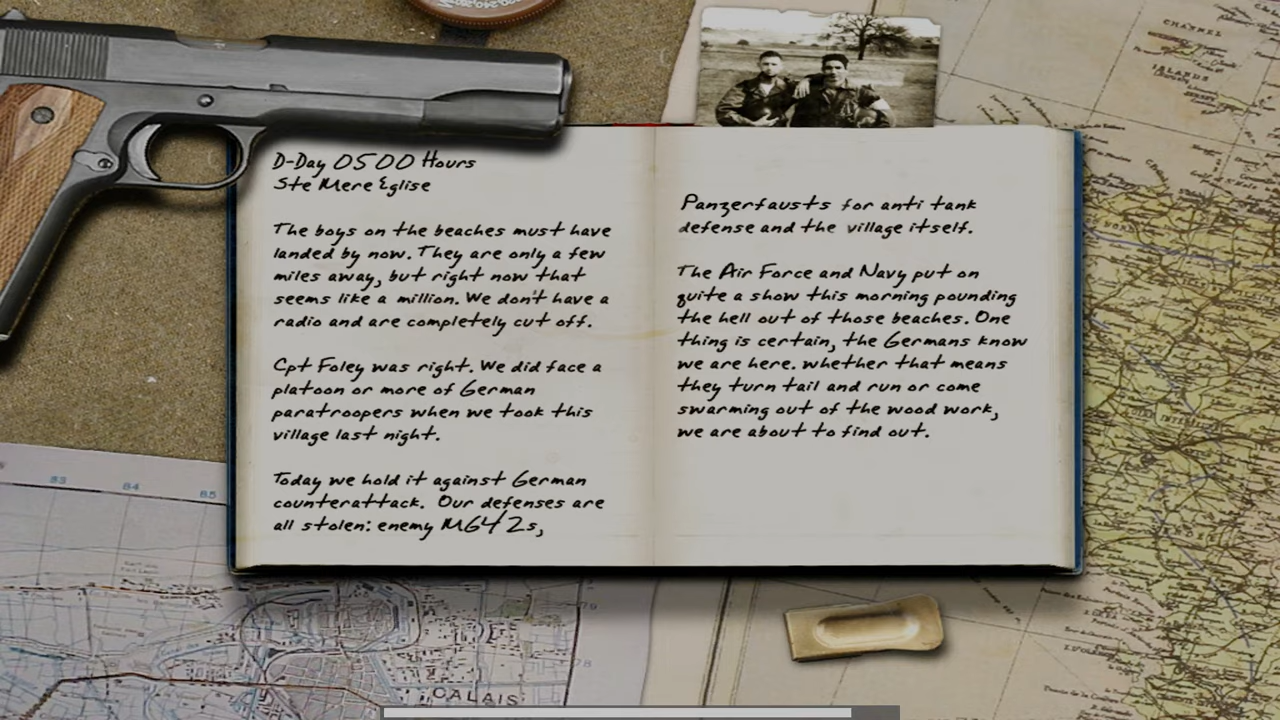 D-Day 0500 Hours
Ste Mere Eglise
The boys on the beaches must have
landed by now. They are only a few
miles away, but right now that
seems like a million. We don't have a
radio and are completely cut off.
Cpt Foley was right. We did face a
platoon or more of German
paratroopers when we took this
village last night.
Today we hold it against German
counterattack. Our defenses are
all stolen: enemy MG42s,
Panzerfausts for anti tank
defense and the village itself.
The Air Force and Navy put on
quite a show this morning pounding
the hell out of those beaches. One
thing is certain, the Germans know
we are here. whether that means
they turn tail and run or come
swarming out of the wood work,
we are about to find out.
CHANNEL
ISLANDS
83 84 85
CALAIS